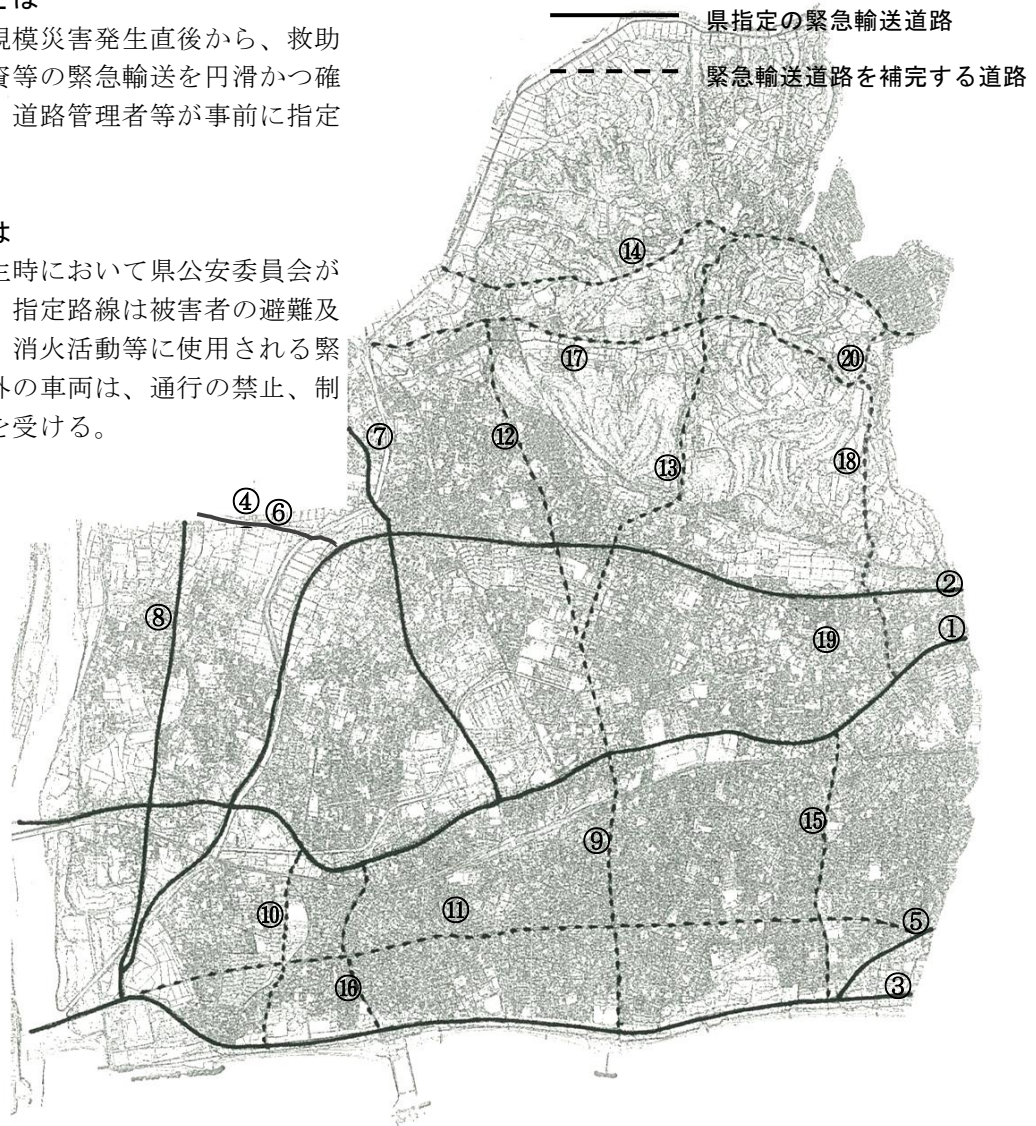 とは
規模災害発生直後から、救助
資等の緊急輸送を円滑かつ確
、道路管理者等が事前に指定
は
生時において県公安委員会が
、指定路線は被害者の避難及
、消火活動等に使用される緊
外の車両は、通行の禁止、制
を受ける。
県指定の緊急輸送道路
緊急輸送道路を補完する道路
⑭
⑰
⑳
⑦
⑫
⑬
⑱
④ ⑥
②
⑧
①
⑲
⑨
⑮
⑩
⑪
⑤
⑯
③